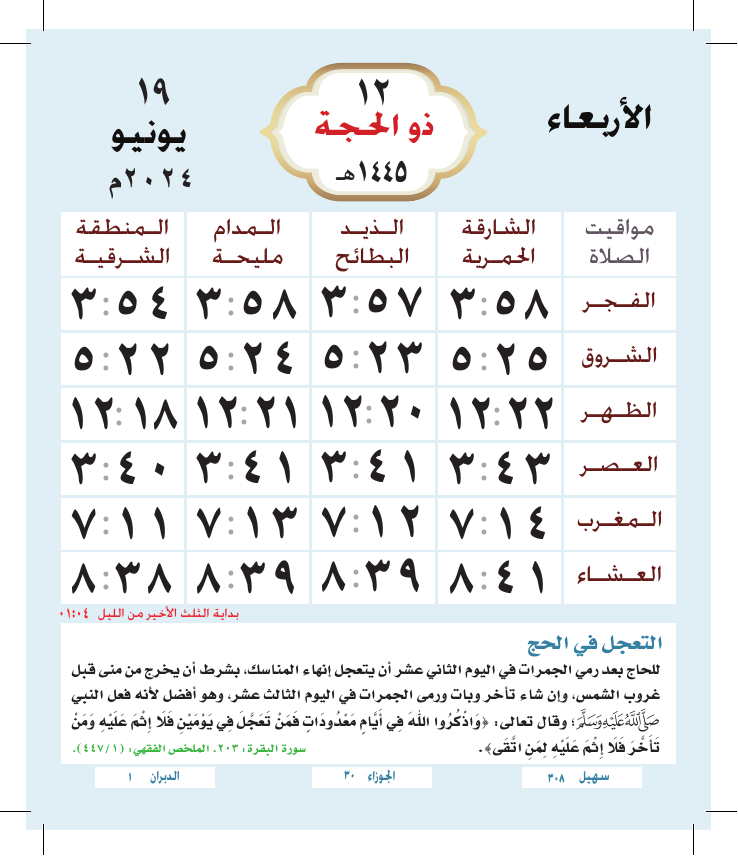 الأربعاء
١٢
ذو الحجة
١٤٤٥هـ
١٩
يونيو
٢٠٢٤م
مواقيت الصلاة
الشارقة الحمرية
الـذيـد البطائح
المـدام مليحـة
المنطقة الشرقية
الفجر ٣:٥٨ ٣:٥٧ ٣:٥٨ ٣:٥٤
الشروق ٥:٢٥ ٥:٢٣ ٥:٢٤ ٥:٢٢
الظهر ١٢:٢٢ ١٢:٢٠ ١٢:٢١ ١٢:١٨
العصر ٣:٤٣ ٣:٤١ ٣:٤١ ٣:٤٠
المغرب ٧:١٤ ٧:١٢ ٧:١٣ ٧:١١
العشاء ٨:٤١ ٨:٣٩ ٨:٣٩ ٨:٣٨
بداية الثلث الأخير من الليل ٠١:٠٤
التعجل في الحج
للحاج بعد رمي الجمرات في اليوم الثاني عشر أن يتعجل إنهاء المناسك، بشرط أن يخرج من منى قبل
غروب الشمس، وإن شاء تأخر وبات ورمى الجمرات في اليوم الثالث عشر، وهو أفضل لأنه فعل النبي
صَلَّى اللَّهُ عَلَيْهِ وَسَلَّمَ؛ وقال تعالى: ﴿وَاذْكُرُوا اللَّهَ فِي أَيَّامٍ مَعْدُودَاتٍ فَمَنْ تَعَجَّلَ فِي يَوْمَيْنِ فَلَا إِثْمَ عَلَيْهِ وَمَنْ
تَأَخَّرَ فَلَا إِثْمَ عَلَيْهِ لِمَنِ اتَّقَى﴾. سورة البقرة: ٢٠٣. الملخص الفقهي: (٤٤٧/١).
سهيل ٣٠٨
الجوزاء ٣٠
الدبران ١